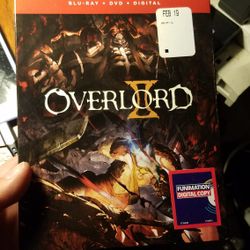 BLU-RAY + DVD + DIGITAL
FEB 19
OVERLORD
II
FUNIMATION
DIGITAL COPY